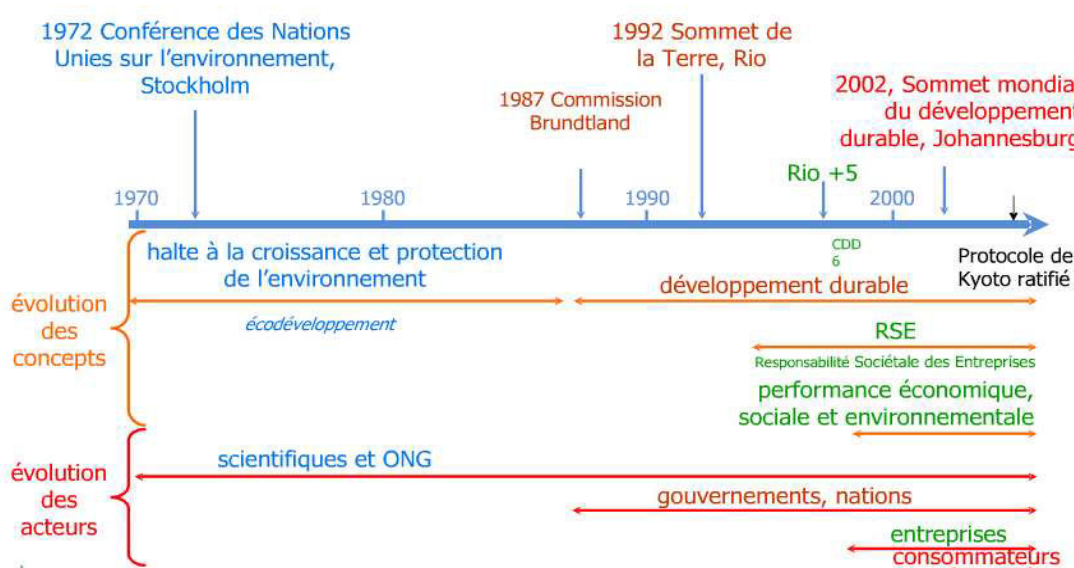 1972 Conférence des Nations
Unies sur l'environnement,
Stockholm
1987 Commission
Brundtland
1992 Sommet de
la Terre, Rio
2002, Sommet mondia
du développement
durable, Johannesburg
Rio +5
1970
1980
1990
2000
CDD
6
Protocole de
Kyoto ratifié
évolution
des
concepts
halte à la croissance et protection
de l'environnement
écodéveloppement
développement durable
RSE
Responsabilité Sociétale des Entreprises
performance économique,
sociale et environnementale
évolution
des
acteurs
scientifiques et ONG
gouvernements, nations
entreprises
consommateurs